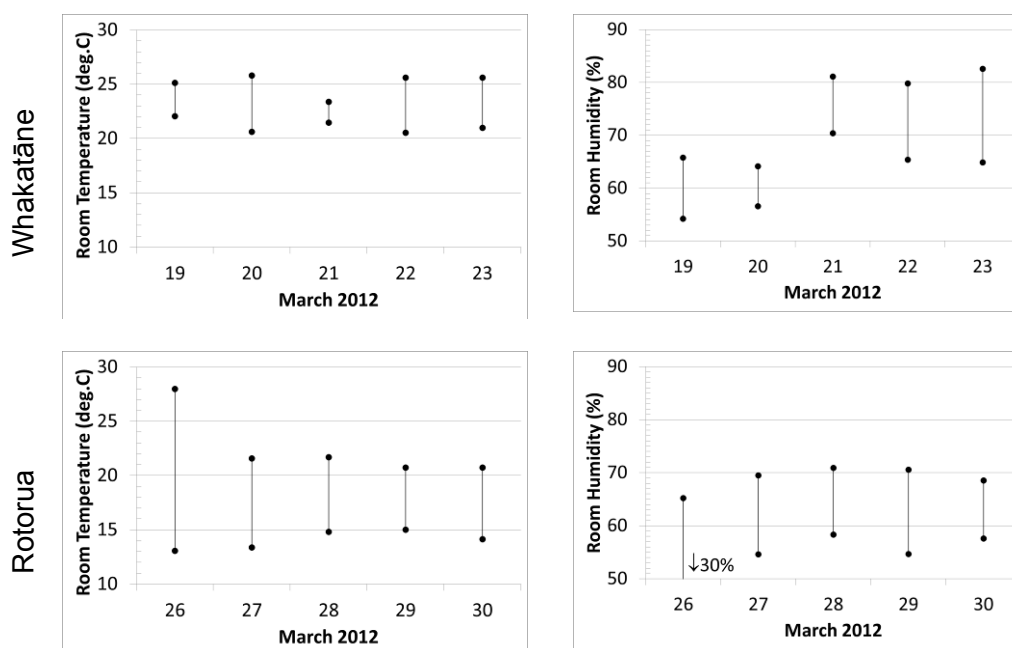 Whakatāne
Room Temperature (deg.C)
30
25
20
15
10
19 20 21 22 23
March 2012
Room Humidity (%)
90
80
70
60
50
19 20 21 22 23
March 2012
Rotorua
Room Temperature (deg.C)
30
25
20
15
10
26 27 28 29 30
March 2012
Room Humidity (%)
90
80
70
60
50
↓30%
26 27 28 29 30
March 2012